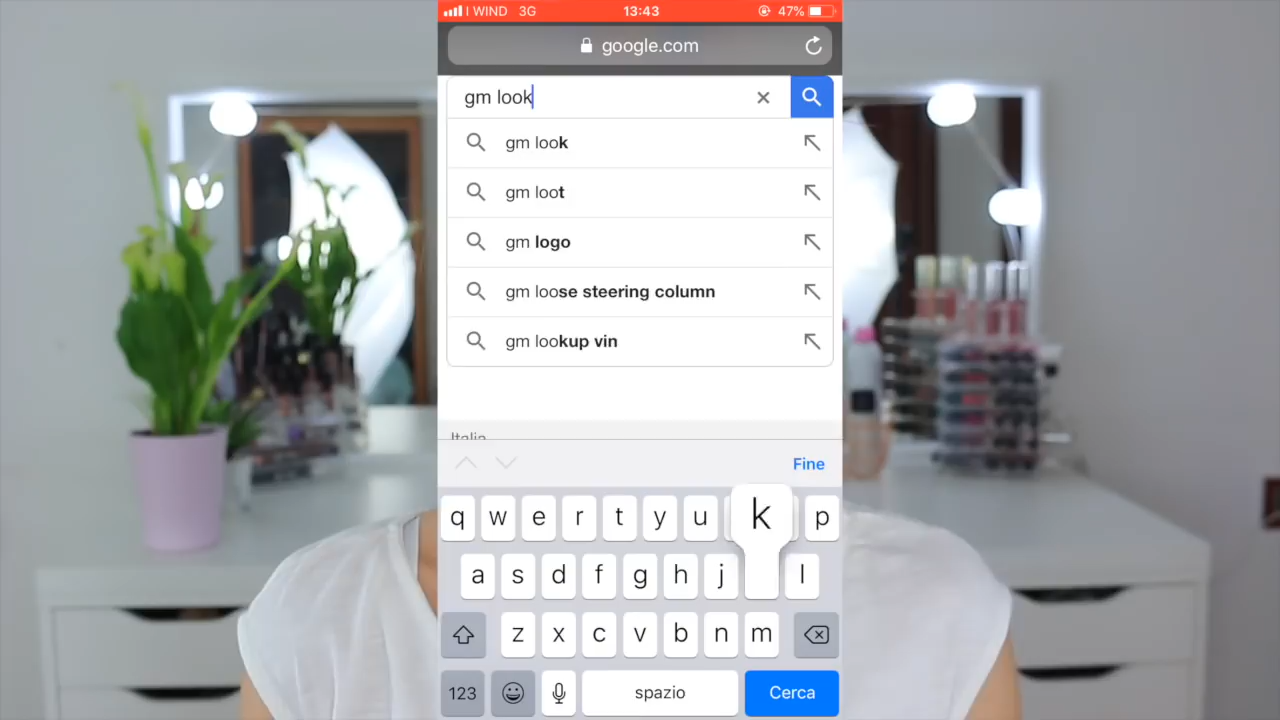 WIND 3G 13:43 47%
google.com
gm look
gm look
gm loot
gm logo
gm loose steering column
gm lookup vin
Italia
Fine
q w e r t y u k p
a s d f g h j l
z x c v b n m
123 spazio Cerca